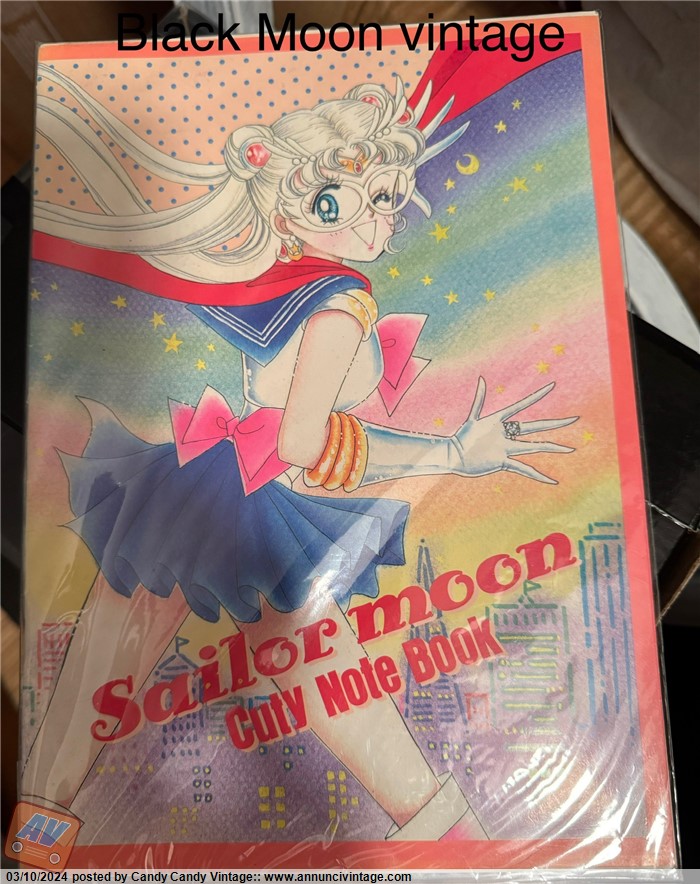 Black Moon vintage
Sailor moon
Cuty Note Book
AV
03/10/2024 posted by Candy Candy Vintage:: www.annuncivintage.com